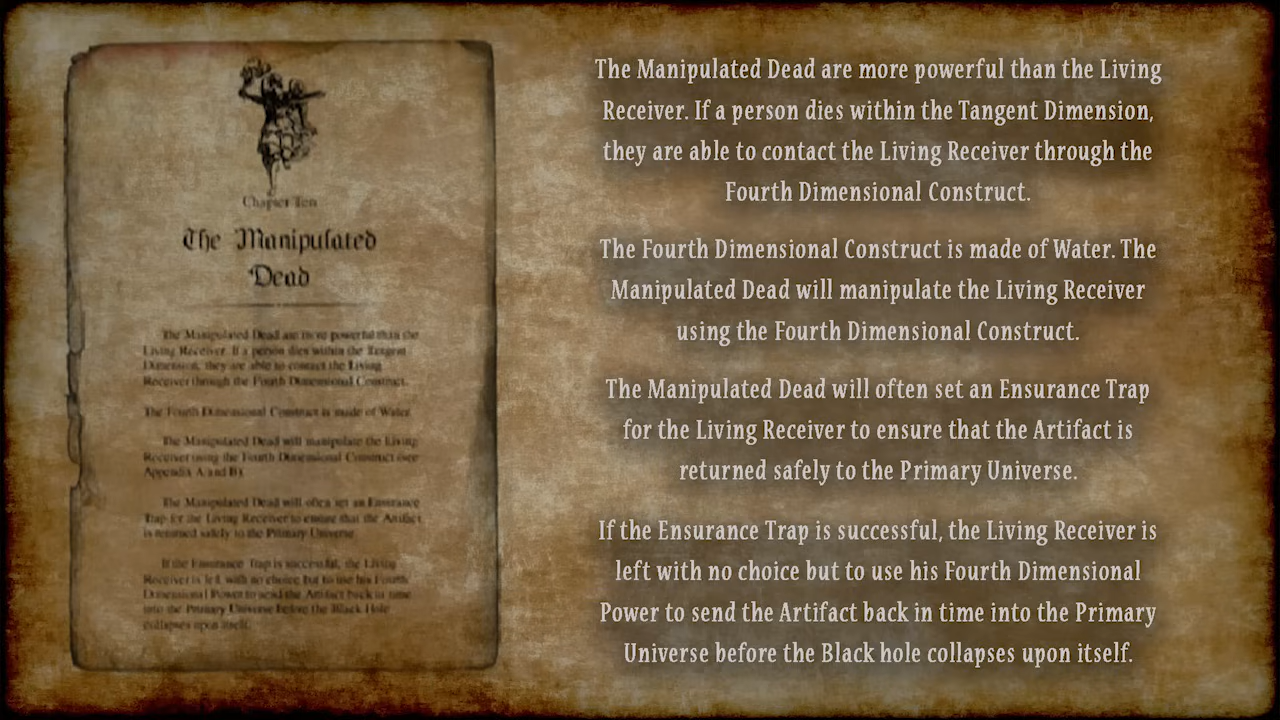 Chapter Ten
The Manipulated
Dead
The Manipulated Dead are more powerful than the
Living Receiver. If a person dies within the Tangent
Dimension, they are able to contact the Living
Receiver through the Fourth Dimensional Construct.
The Fourth Dimensional Construct is made of Water.
The Manipulated Dead will manipulate the Living
Receiver using the Fourth Dimensional Construct (see
Appendix A and B).
The Manipulated Dead will often set an Ensurance
Trap for the Living Receiver to ensure that the Artifact
is returned safely to the Primary Universe.
If the Ensurance Trap is successful, the Living
Receiver is left with no choice but to use his Fourth
Dimensional Power to send the Artifact back in time
into the Primary Universe before the Black Hole
collapses upon itself.
The Manipulated Dead are more powerful than the Living
Receiver. If a person dies within the Tangent Dimension,
they are able to contact the Living Receiver through the
Fourth Dimensional Construct.
The Fourth Dimensional Construct is made of Water. The
Manipulated Dead will manipulate the Living Receiver
using the Fourth Dimensional Construct.
The Manipulated Dead will often set an Ensurance Trap
for the Living Receiver to ensure that the Artifact is
returned safely to the Primary Universe.
If the Ensurance Trap is successful, the Living Receiver is
left with no choice but to use his Fourth Dimensional
Power to send the Artifact back in time into the Primary
Universe before the Black hole collapses upon itself.